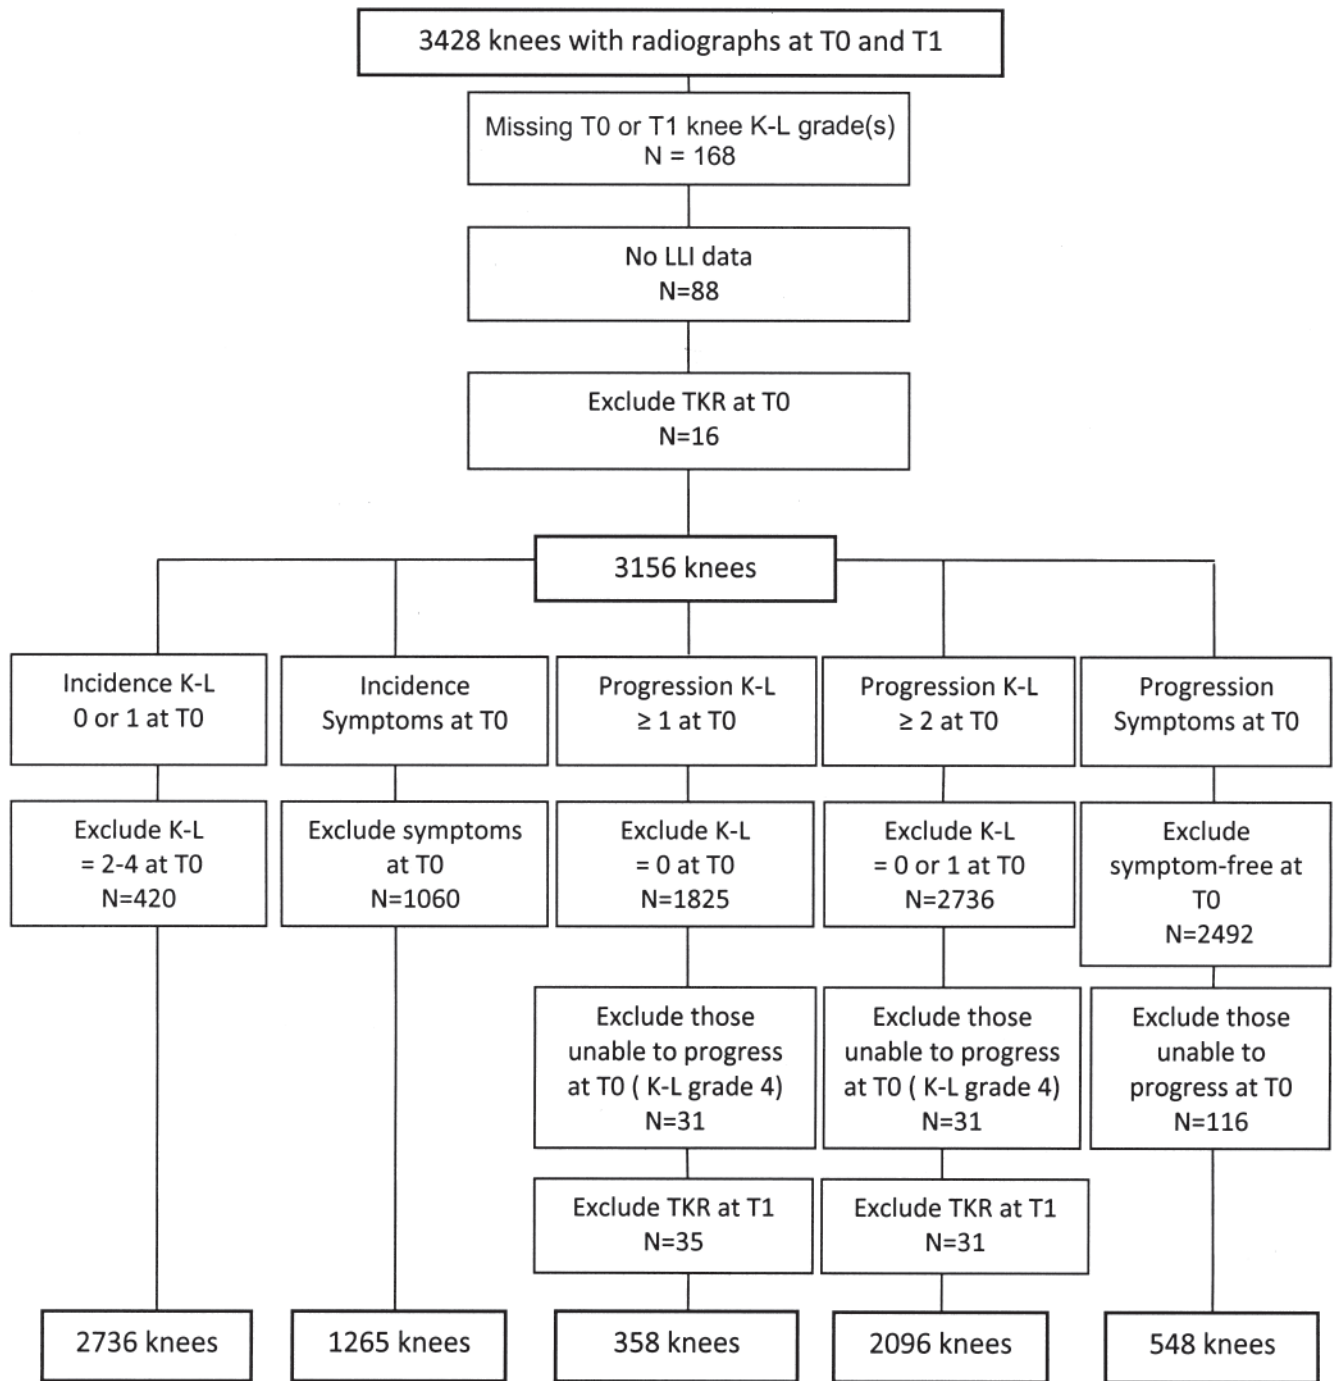 3428 knees with radiographs at T0 and T1
Missing T0 or T1 knee K-L grade(s)
N = 168
No LLI data
N=88
Exclude TKR at T0
N=16
3156 knees
Incidence K-L
0 or 1 at T0
Incidence
Symptoms at T0
Progression K-L
≥ 1 at T0
Progression K-L
≥ 2 at T0
Progression
Symptoms at T0
Exclude K-L
= 2-4 at T0
N=420
Exclude symptoms
at T0
N=1060
Exclude K-L
= 0 at T0
N=1825
Exclude K-L
= 0 or 1 at T0
N=2736
Exclude
symptom-free at
T0
N=2492
Exclude those
unable to progress
at T0 ( K-L grade 4)
N=31
Exclude those
unable to progress
at T0 ( K-L grade 4)
N=31
Exclude those
unable to
progress at T0
N=116
Exclude TKR at T1
N=35
Exclude TKR at T1
N=31
2736 knees
1265 knees
358 knees
2096 knees
548 knees